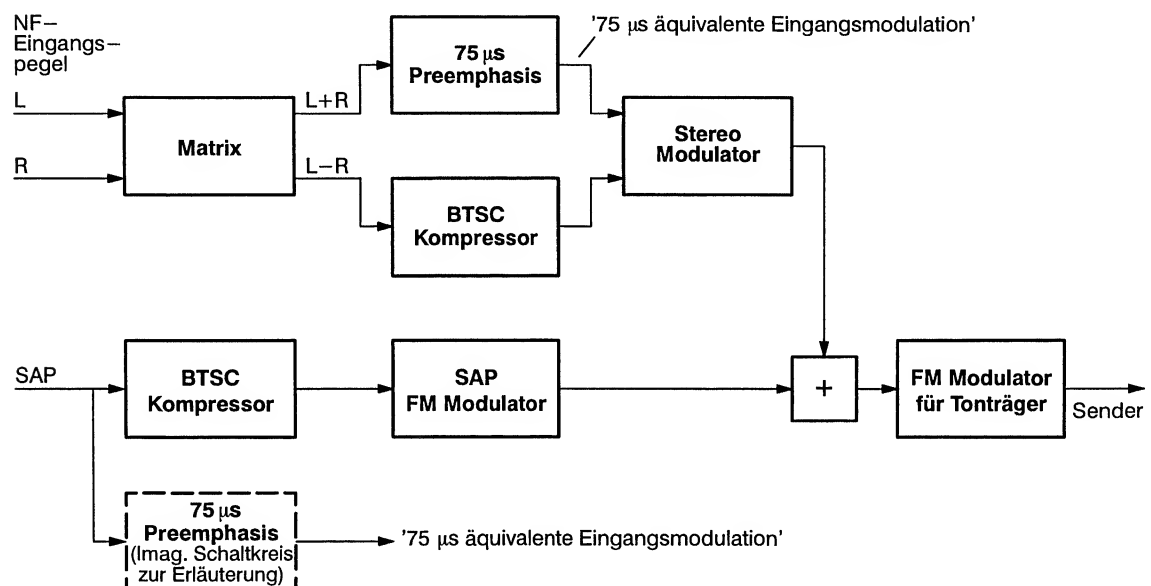 NF–
Eingangs–
pegel
L
R
Matrix
L+R
L–R
75 μs
Preemphasis
'75 μs äquivalente Eingangsmodulation'
BTSC
Kompressor
Stereo
Modulator
SAP
BTSC
Kompressor
SAP
FM Modulator
+
FM Modulator
für Tonträger
Sender
75 μs
Preemphasis
(Imag. Schaltkreis
zur Erläuterung)
'75 μs äquivalente Eingangsmodulation'